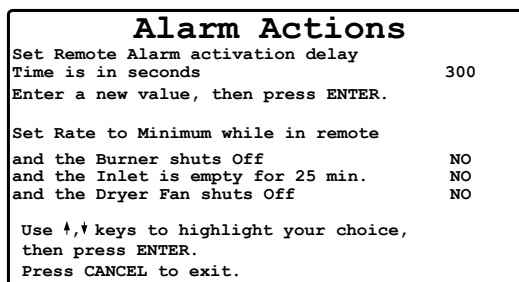 Alarm Actions
Set Remote Alarm activation delay
Time is in seconds 300
Enter a new value, then press ENTER.
Set Rate to Minimum while in remote
and the Burner shuts Off NO
and the Inlet is empty for 25 min. NO
and the Dryer Fan shuts Off NO
Use ↑,↓ keys to highlight your choice,
then press ENTER.
Press CANCEL to exit.